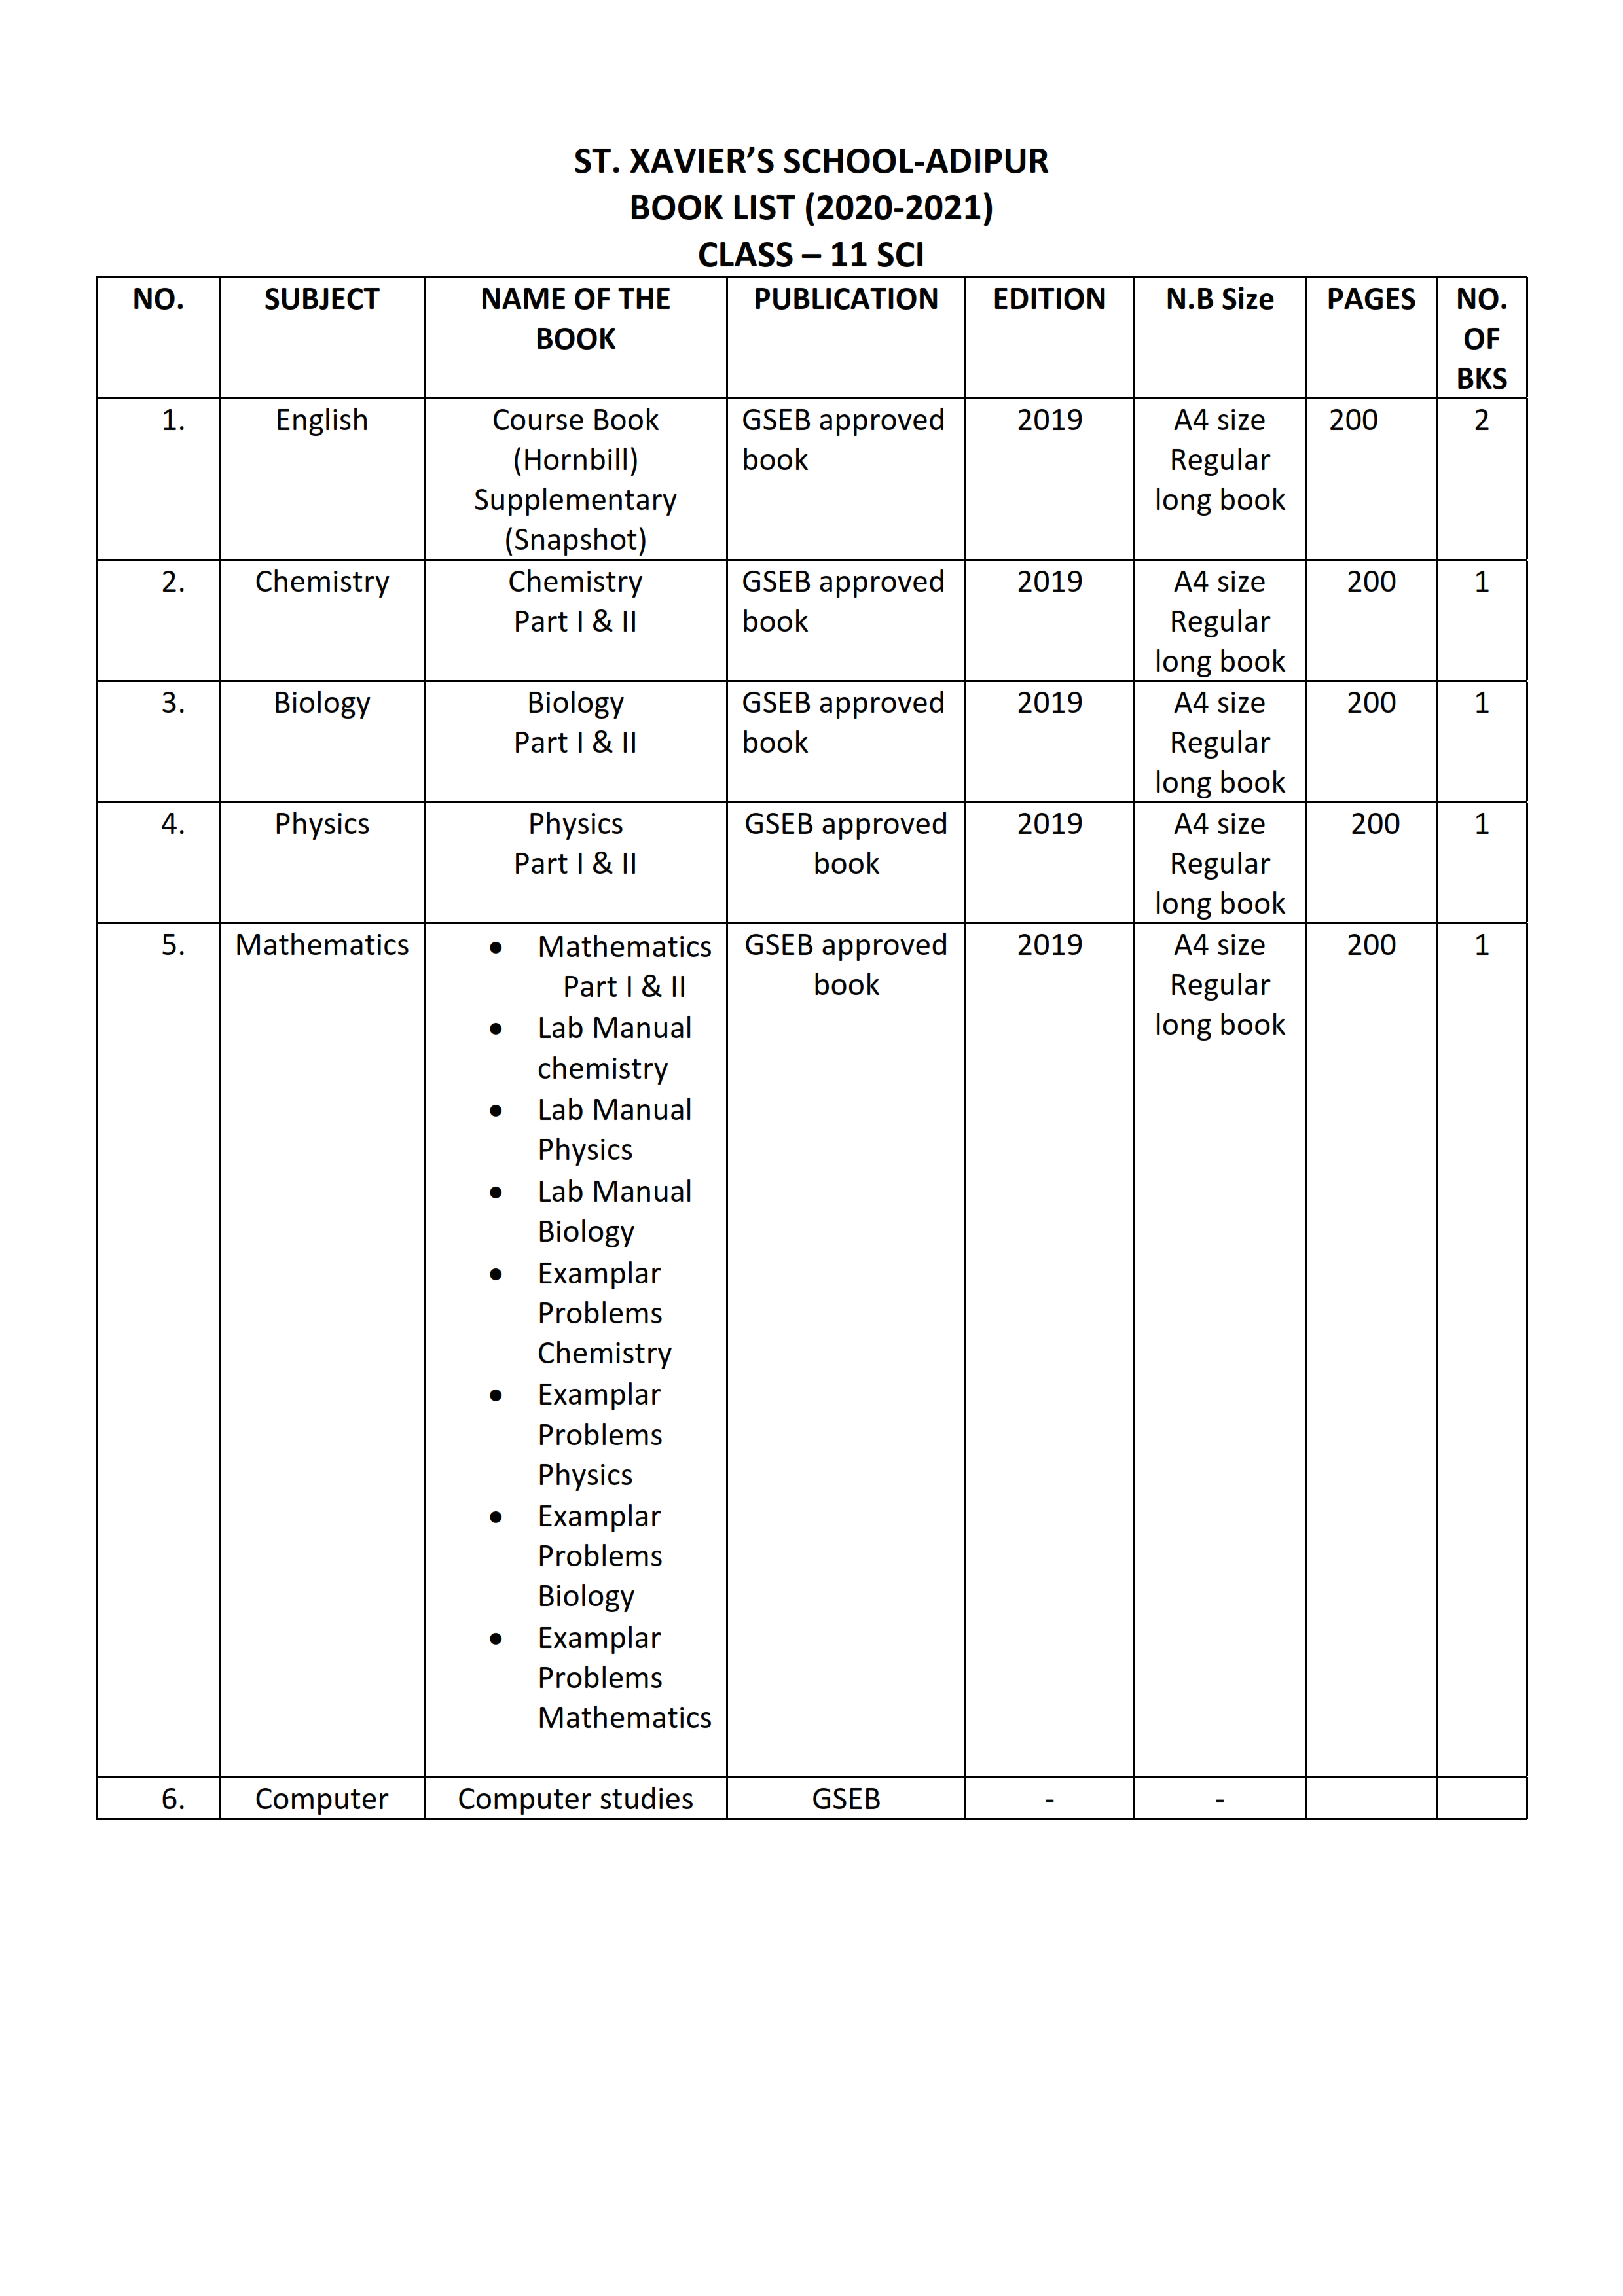 ST. XAVIER’S SCHOOL-ADIPUR
BOOK LIST (2020-2021)
CLASS – 11 SCI
NO. SUBJECT NAME OF THE BOOK PUBLICATION EDITION N.B Size PAGES NO. OF BKS
1. English Course Book (Hornbill) Supplementary (Snapshot) GSEB approved book 2019 A4 size Regular long book 200 2
2. Chemistry Chemistry Part I & II GSEB approved book 2019 A4 size Regular long book 200 1
3. Biology Biology Part I & II GSEB approved book 2019 A4 size Regular long book 200 1
4. Physics Physics Part I & II GSEB approved book 2019 A4 size Regular long book 200 1
5. Mathematics • Mathematics Part I & II GSEB approved book 2019 A4 size Regular long book 200 1
• Lab Manual
chemistry
• Lab Manual
Physics
• Lab Manual
Biology
• Examplar
Problems
Chemistry
• Examplar
Problems
Physics
• Examplar
Problems
Biology
• Examplar
Problems
Mathematics
6. Computer Computer studies GSEB - -